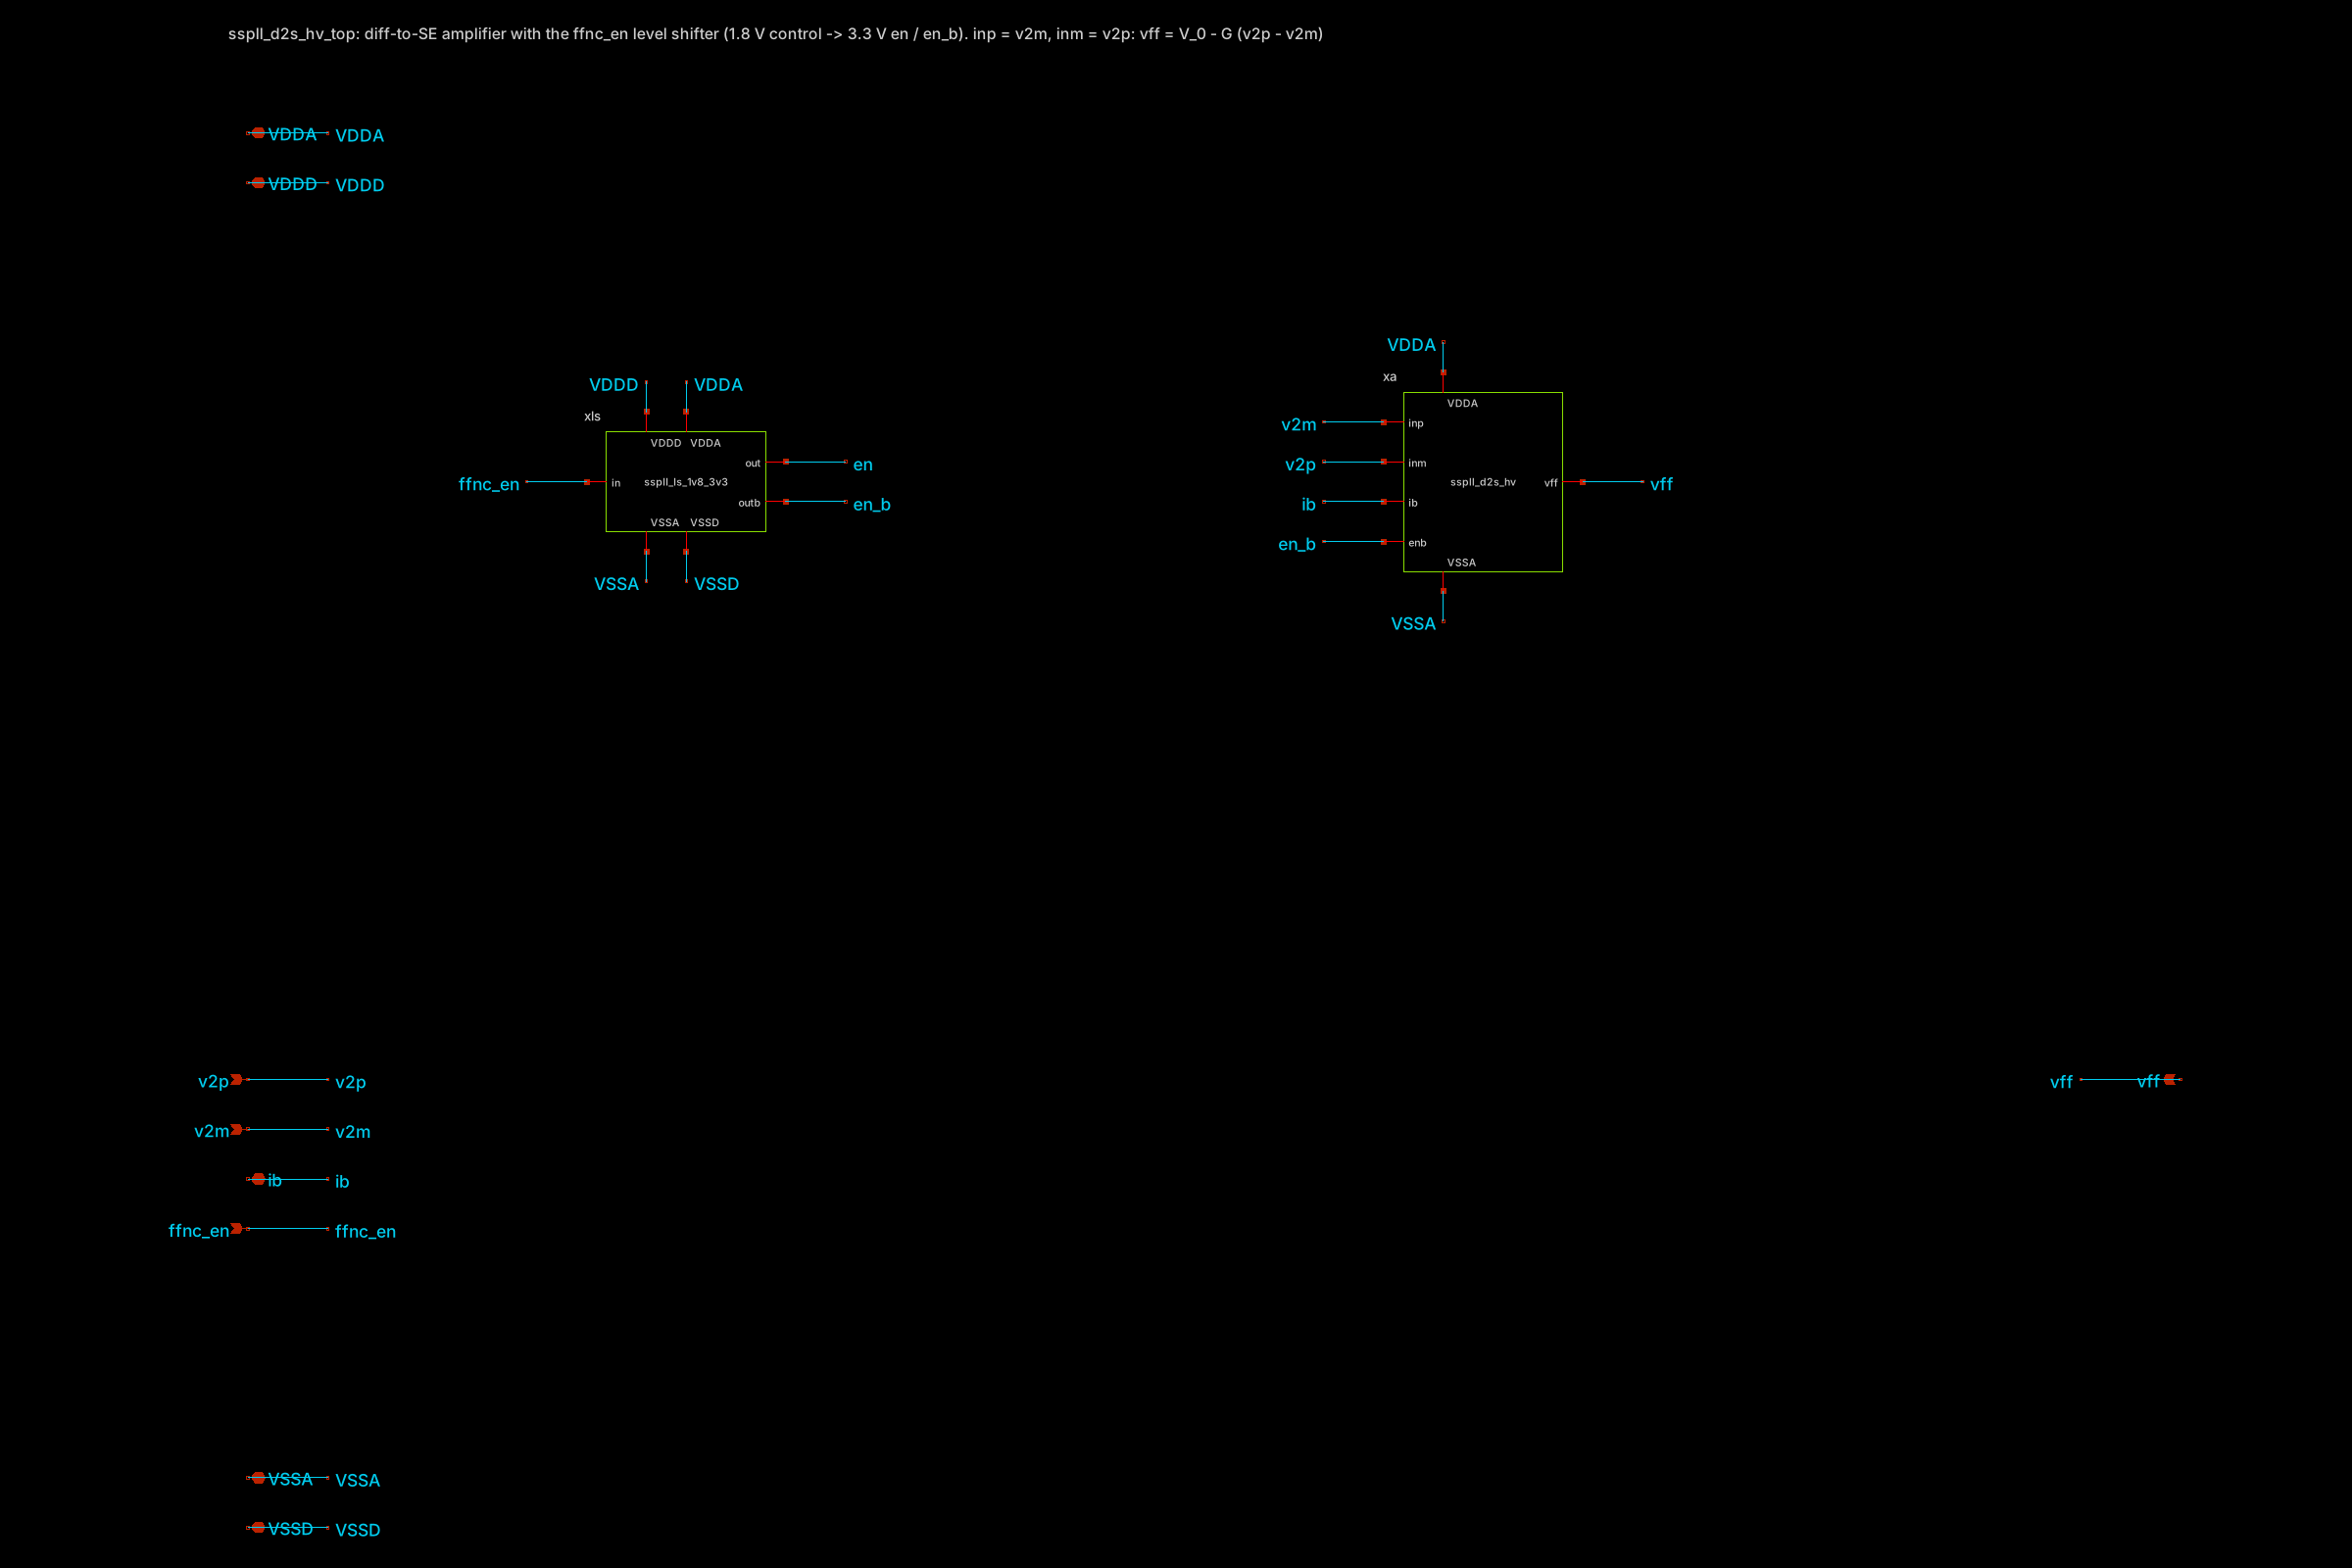 sspll_d2s_hv_top: diff-to-SE amplifier with the ffnc_en level shifter (1.8 V control -> 3.3 V en / en_b). inp = v2m, inm = v2p: vff = V_0 - G (v2p - v2m)
VDDA VDDA
VDDD VDDD
VDDD VDDA
xls
VDDD VDDA
ffnc_en in sspll_ls_1v8_3v3 out en
outb en_b
VSSA VSSD
VSSA VSSD
VDDA
xa
VDDA
v2m inp
v2p inm
sspll_d2s_hv vff vff
ib ib
en_b enb
VSSA
VSSA
v2p v2p
v2m v2m
ib ib
ffnc_en ffnc_en
vff vff
VSSA VSSA
VSSD VSSD